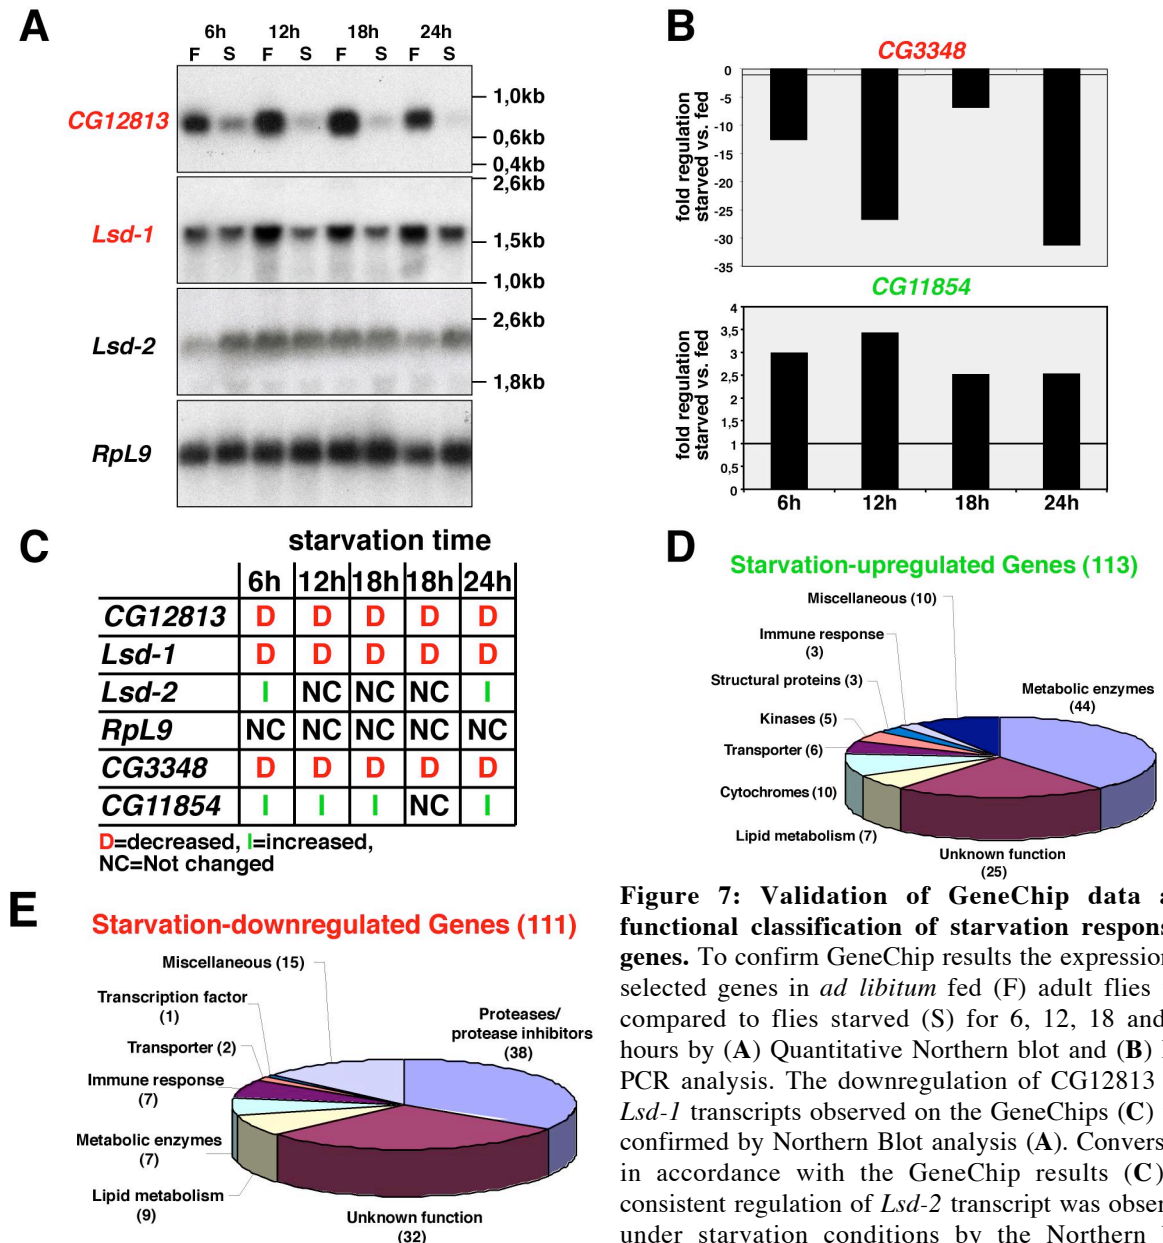 A
6h 12h 18h 24h
F S F S F S F S
CG12813
1,0kb
0,6kb
0,4kb
2,6kb
Lsd-1
1,5kb
1,0kb
2,6kb
Lsd-2
1,8kb
RpL9
B
CG3348
fold regulation
starved vs. fed
0
-5
-10
-15
-20
-25
-30
-35
CG11854
fold regulation
starved vs. fed
4
3,5
3
2,5
2
1,5
1
0,5
0
6h 12h 18h 24h
C
starvation time
6h 12h 18h 18h 24h
CG12813 D D D D D
Lsd-1 D D D D D
Lsd-2 I NC NC NC I
RpL9 NC NC NC NC NC
CG3348 D D D D D
CG11854 I I I NC I
D=decreased, I=increased,
NC=Not changed
D
Starvation-upregulated Genes (113)
Miscellaneous (10)
Immune response
(3)
Structural proteins (3)
Kinases (5)
Transporter (6)
Cytochromes (10)
Lipid metabolism (7)
Unknown function
(25)
Metabolic enzymes
(44)
E
Starvation-downregulated Genes (111)
Miscellaneous (15)
Transcription factor
(1)
Transporter (2)
Immune response
(7)
Metabolic enzymes
(7)
Lipid metabolism
(9)
Unknown function
(32)
Proteases/
protease inhibitors
(38)
Figure 7: Validation of GeneChip data
functional classification of starvation
genes. To confirm GeneChip results the expression
selected genes in ad libitum fed (F) adult flies
compared to flies starved (S) for 6, 12, 18 and
hours by (A) Quantitative Northern blot and (B)
PCR analysis. The downregulation of CG12813
Lsd-1 transcripts observed on the GeneChips (C)
confirmed by Northern Blot analysis (A).
in accordance with the GeneChip results (C)
consistent regulation of Lsd-2 transcript was
under starvation conditions by the Northern